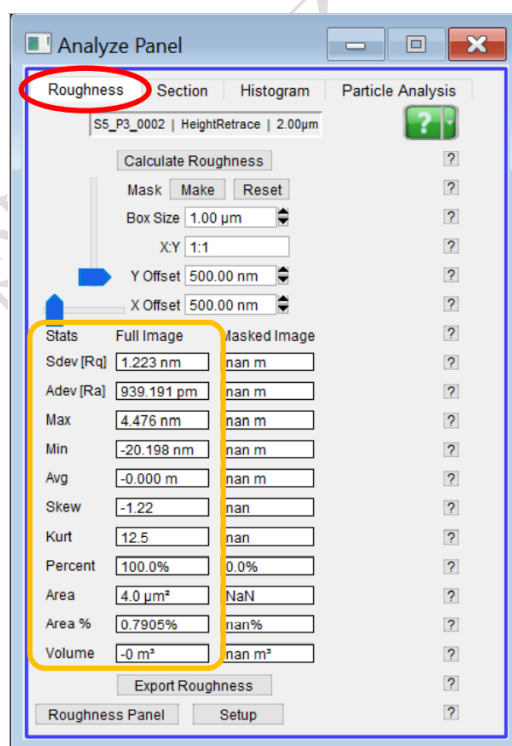 Analyze Panel
Roughness Section Histogram Particle Analysis
S5_P3_0002 | HeightRetrace | 2.00µm ?
Calculate Roughness ?
Mask Make Reset ?
Box Size 1.00 µm ?
X:Y 1:1 ?
Y Offset 500.00 nm ?
X Offset 500.00 nm ?
Stats Full Image Masked Image ?
Sdev [Rq] 1.223 nm nan m ?
Adev [Ra] 939.191 pm nan m ?
Max 4.476 nm nan m ?
Min -20.198 nm nan m ?
Avg -0.000 m nan m ?
Skew -1.22 nan ?
Kurt 12.5 nan ?
Percent 100.0% 0.0% ?
Area 4.0 µm² NaN ?
Area % 0.7905% nan% ?
Volume -0 m³ nan m³ ?
Export Roughness ?
Roughness Panel Setup ?